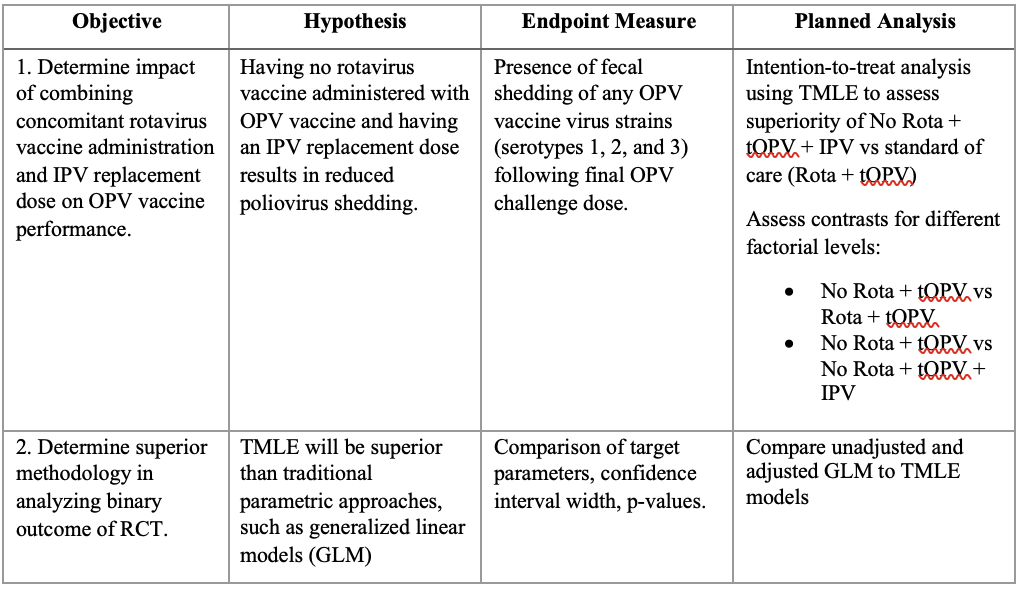 Objective
Hypothesis
Endpoint Measure
Planned Analysis
1. Determine impact
of combining
concomitant rotavirus
vaccine administration
and IPV replacement
dose on OPV vaccine
performance.
Having no rotavirus
vaccine administered with
OPV vaccine and having
an IPV replacement dose
results in reduced
poliovirus shedding.
Presence of fecal
shedding of any OPV
vaccine virus strains
(serotypes 1, 2, and 3)
following final OPV
challenge dose.
Intention-to-treat analysis
using TMLE to assess
superiority of No Rota +
tOPV + IPV vs standard of
care (Rota + tOPV)
Assess contrasts for different
factorial levels:
• No Rota + tOPV vs
Rota + tOPV
• No Rota + tOPV vs
No Rota + tOPV +
IPV
2. Determine superior
methodology in
analyzing binary
outcome of RCT.
TMLE will be superior
than traditional
parametric approaches,
such as generalized linear
models (GLM)
Comparison of target
parameters, confidence
interval width, p-values.
Compare unadjusted and
adjusted GLM to TMLE
models